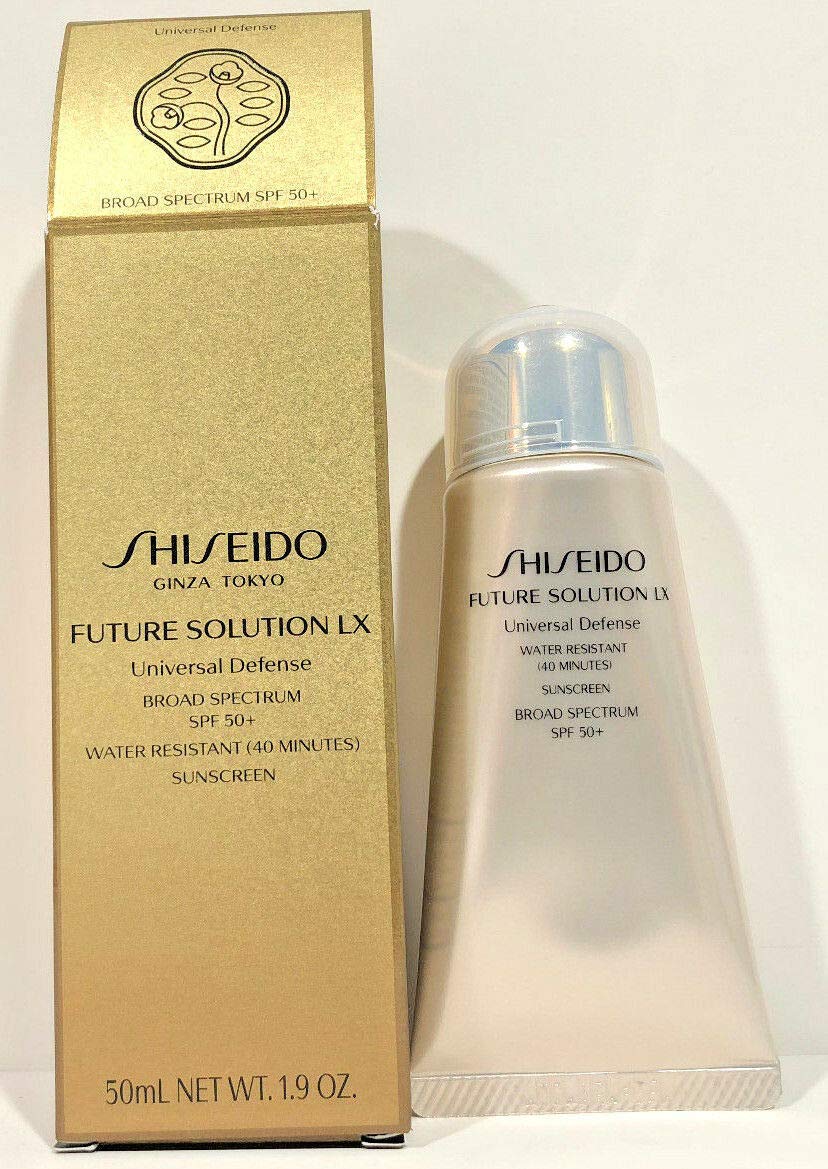 Universal Defense
BROAD SPECTRUM SPF 50+
SHISEIDO
GINZA TOKYO
FUTURE SOLUTION LX
Universal Defense
BROAD SPECTRUM
SPF 50+
WATER RESISTANT (40 MINUTES)
SUNSCREEN
50mL NET WT. 1.9 OZ.
SHISEIDO
FUTURE SOLUTION LX
Universal Defense
WATER RESISTANT
(40 MINUTES)
SUNSCREEN
BROAD SPECTRUM
SPF 50+